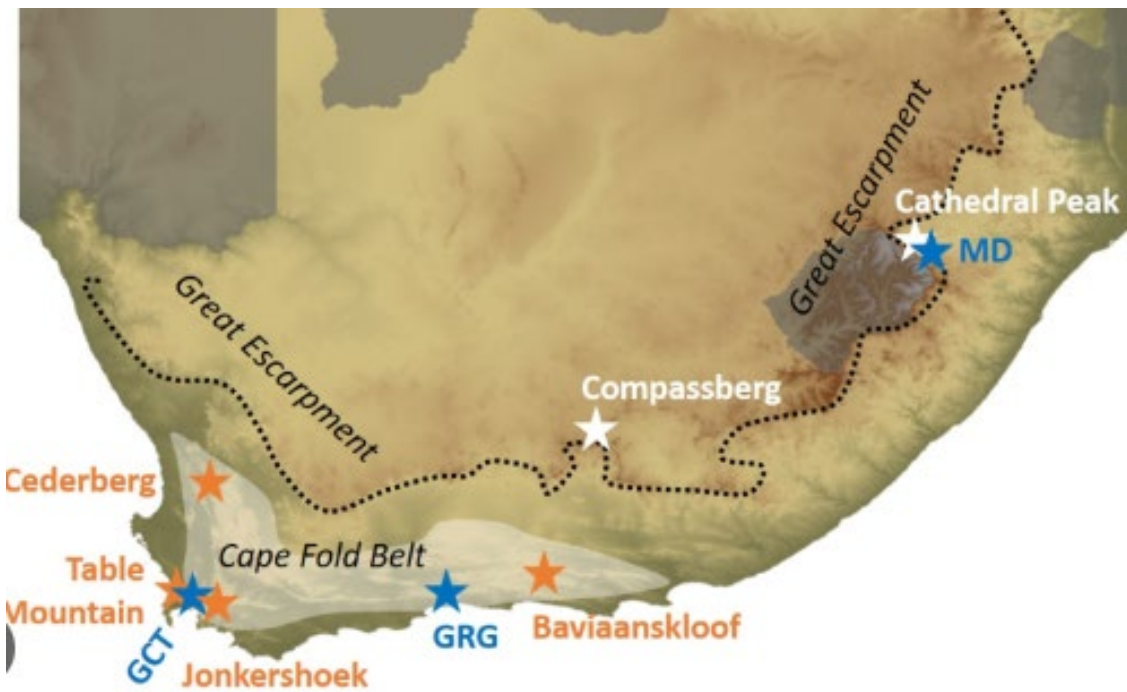 Great Escarpment
Cathedral Peak
MD
Great Escarpment
Compassberg
Cederberg
Cape Fold Belt
Table
Mountain
GCT
Jonkershoek
GRG
Baviaanskloof